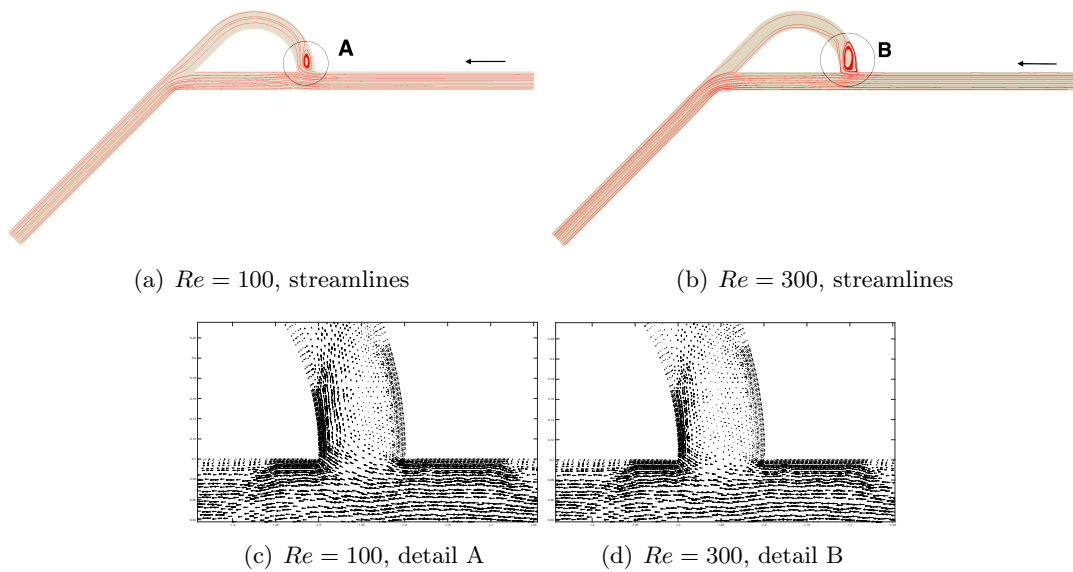 A
B
(a) Re = 100, streamlines
(b) Re = 300, streamlines
(c) Re = 100, detail A
(d) Re = 300, detail B